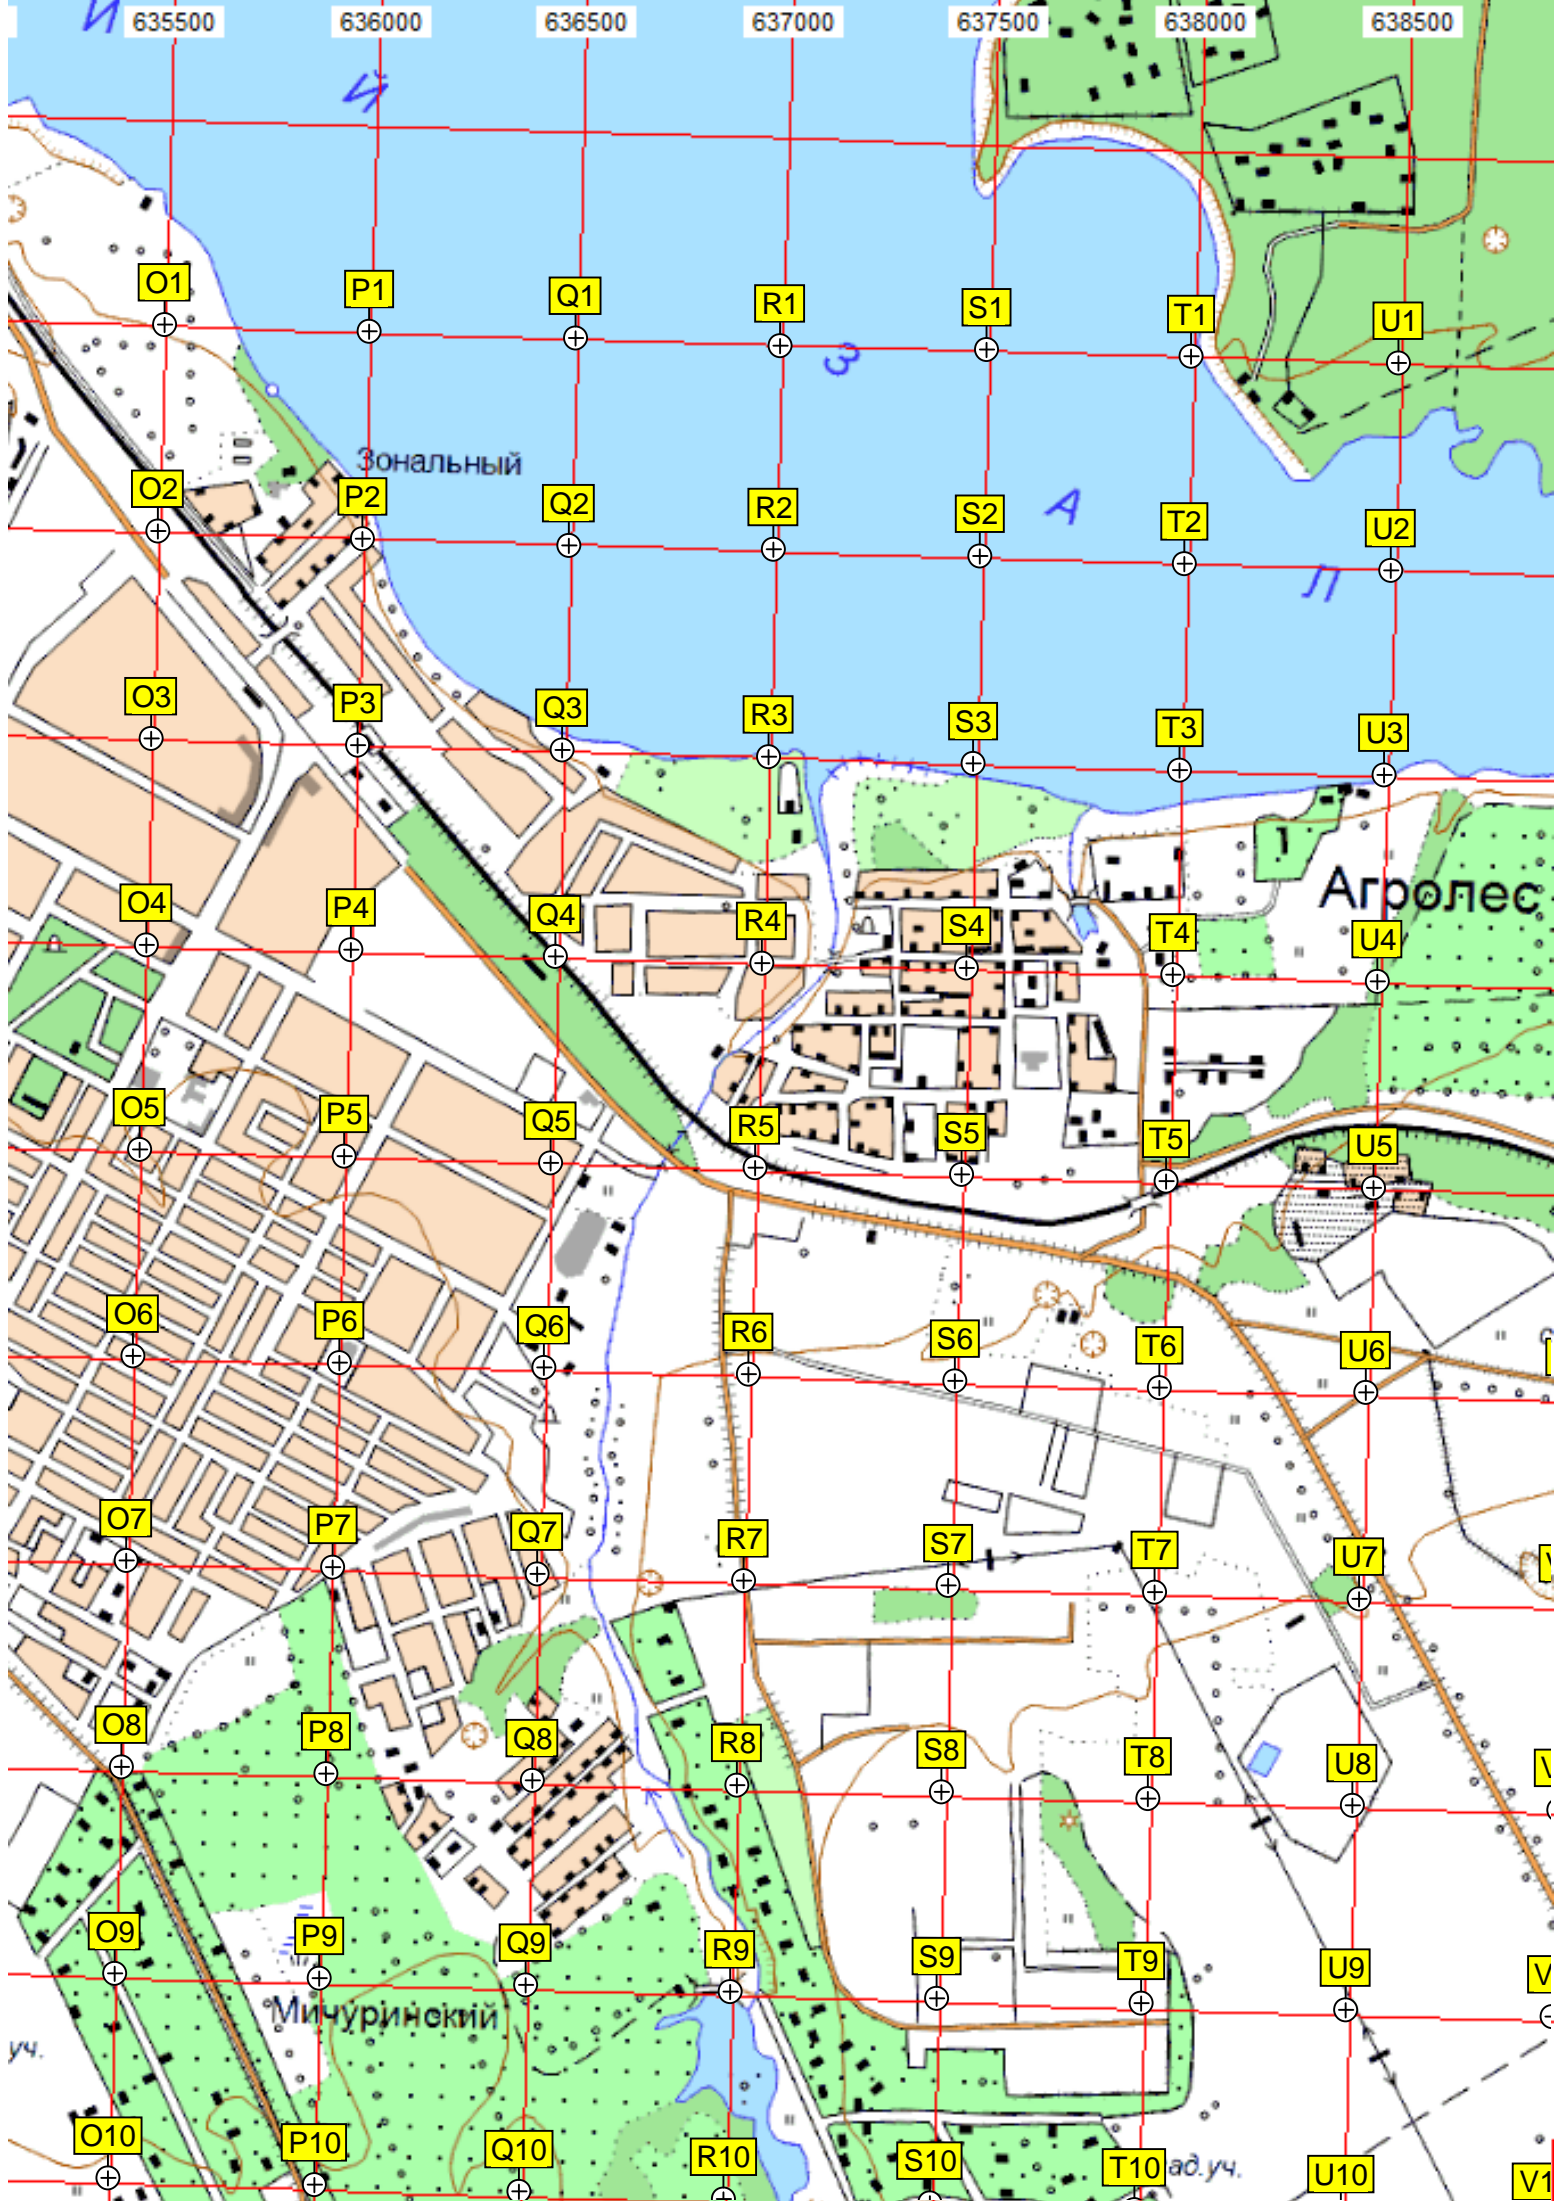 635500 636000 636500 637000 637500 638000 638500
И
Й
O1 P1 Q1 R1 S1 T1 U1
З
Зональный
O2 P2 Q2 R2 S2 T2 U2
А
Л
O3 P3 Q3 R3 S3 T3 U3
Агролес
O4 P4 Q4 R4 S4 T4 U4
O5 P5 Q5 R5 S5 T5 U5
O6 P6 Q6 R6 S6 T6 U6
O7 P7 Q7 R7 S7 T7 U7
O8 P8 Q8 R8 S8 T8 U8
O9 P9 Q9 R9 S9 T9 U9
Мичуринский
уч.
O10 P10 Q10 R10 S10 T10 U10 V1
ад.уч.